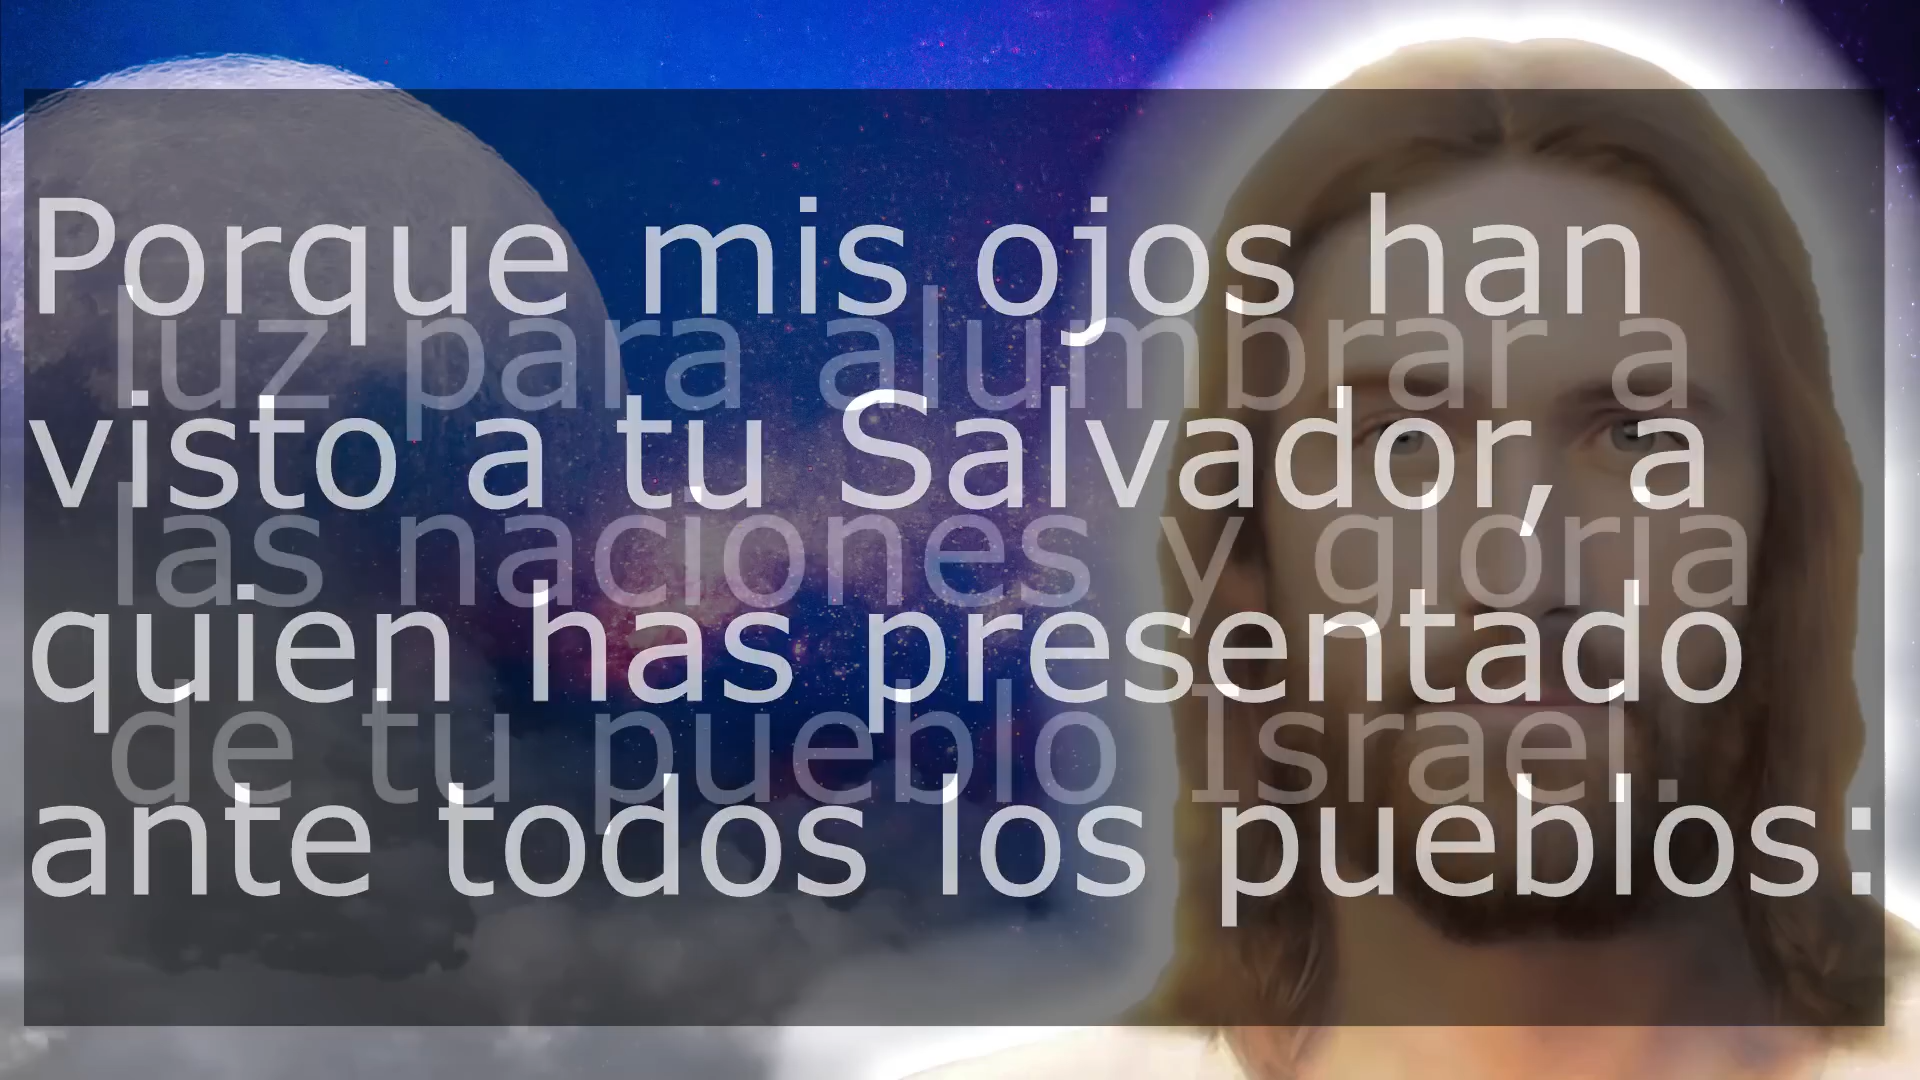 Porque mis ojos han
visto a tu Salvador, a
quien has presentado
ante todos los pueblos:
luz para alumbrar a
las naciones y gloria
de tu pueblo Israel.